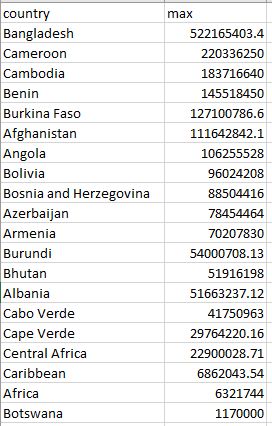 country max
Bangladesh 522165403.4
Cameroon 220336250
Cambodia 183716640
Benin 145518450
Burkina Faso 127100786.6
Afghanistan 111642842.1
Angola 106255528
Bolivia 96024208
Bosnia and Herzegovina 88504416
Azerbaijan 78454464
Armenia 70207830
Burundi 54000708.13
Bhutan 51916198
Albania 51663237.12
Cabo Verde 41750963
Cape Verde 29764220.16
Central Africa 22900028.71
Caribbean 6862043.54
Africa 6321744
Botswana 1170000